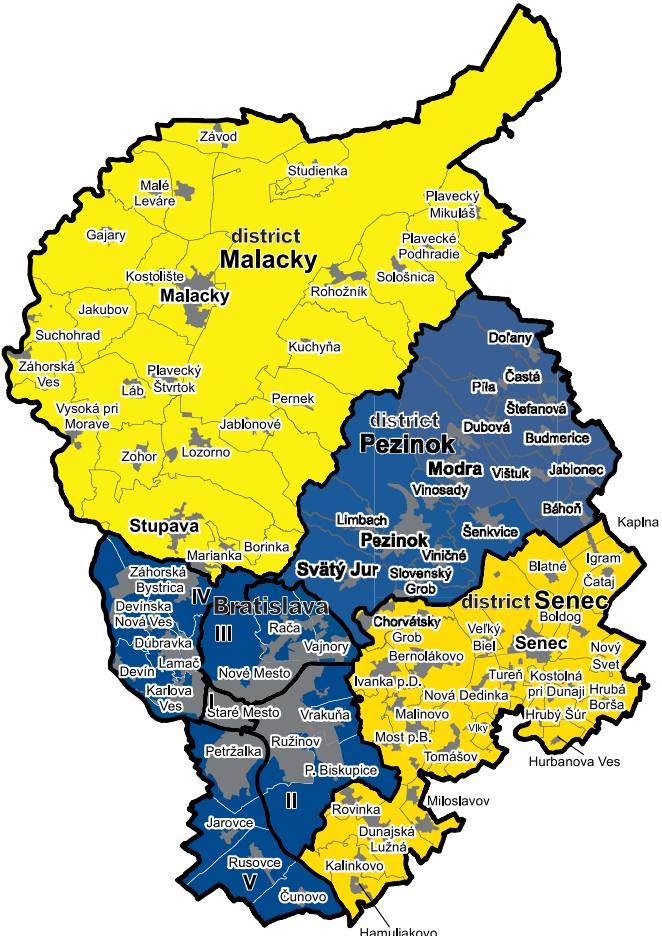 Závod
Studienka
Malé
Leváre
Plavecký
Mikuláš
Gajary
district
Malacky
Plavecké
Podhradie
Kostolište
Sološnica
Malacky
Rohožník
Jakubov
Suchohrad
Doľany
Kuchyňa
Záhorská
Ves
Plavecký
Štvrtok
Častá
Píla
Láb
Pernek
Štefanová
Vysoká pri
Morave
district
Pezinok
Jablonové
Dubová
Budmerice
Zohor
Lozorno
Modra
Vištuk
Jablonec
Vinosady
Báhoň
Stupava
Limbach
Kaplna
Šenkvice
Pezinok
Marianka
Borinka
Viničné
Igram
Blatné
Svätý Jur
Slovenský
Grob
Čataj
Záhorská
Bystrica
IV
Bratislava
district Senec
Devínska
Nová Ves
Boldog
Chorvátsky
Grob
Rača
III
Veľký
Biel
Dúbravka
Senec
Vajnory
Nový
Svet
Lamač
Bernolákovo
Devín
Nové Mesto
Tureň
Kostolná
pri Dunaji
Ivanka p.D.
Karlova
Ves
Nová Dedinka
Hrubá
Borša
I
Staré Mesto
Vrakuňa
Malinovo
Hrubý Šúr
Vlky
Most p.B.
Ružinov
Petržalka
Tomášov
Hurbanova Ves
P. Biskupice
II
Miloslavov
Rovinka
Jarovce
Dunajská
Lužná
Rusovce
Kalinkovo
V
Čunovo
Hamuliakovo